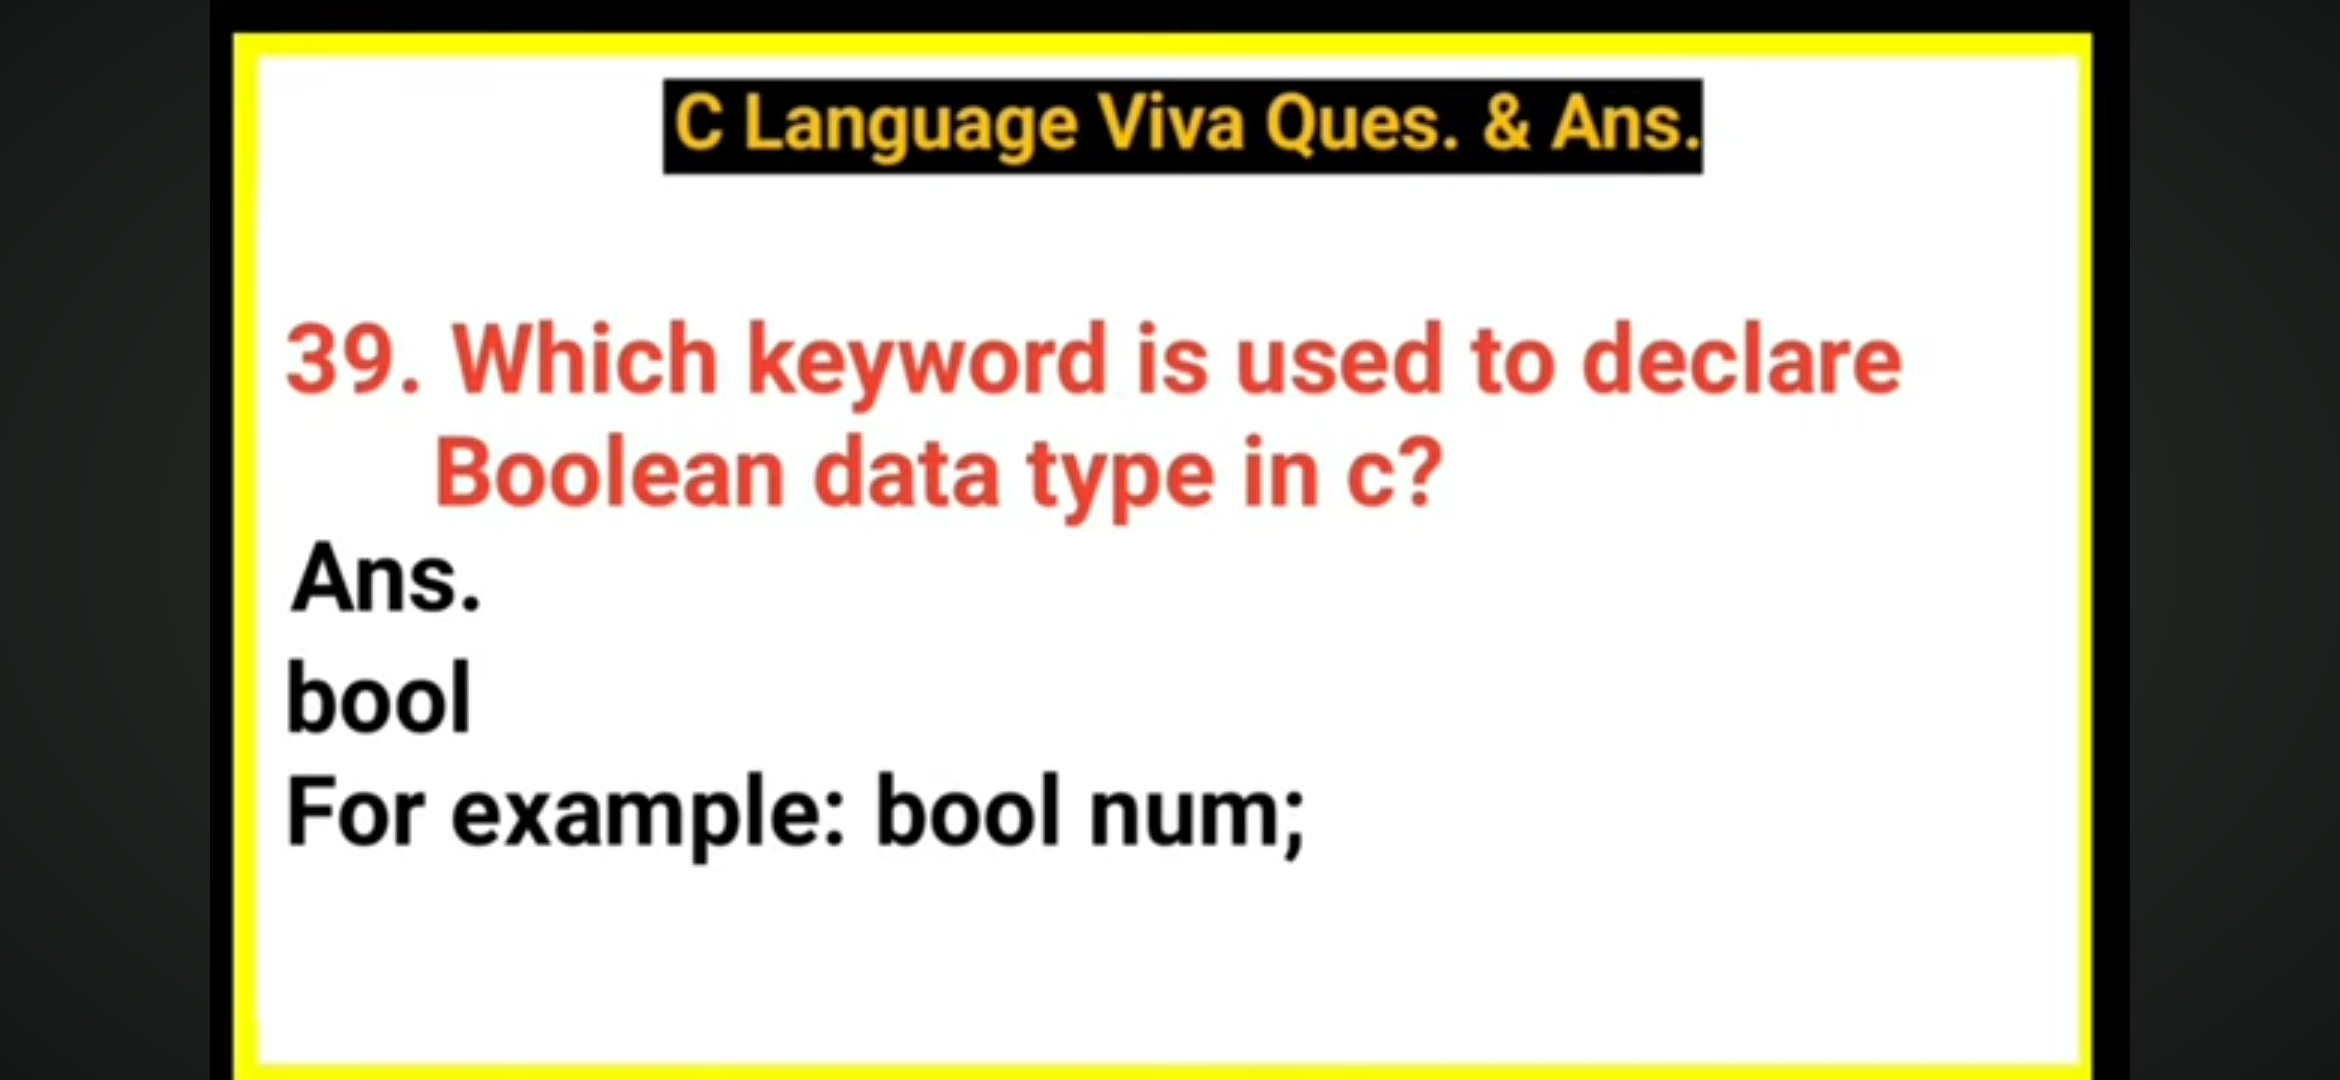 C Language Viva Ques. & Ans.
39. Which keyword is used to declare
Boolean data type in c?
Ans.
bool
For example: bool num;